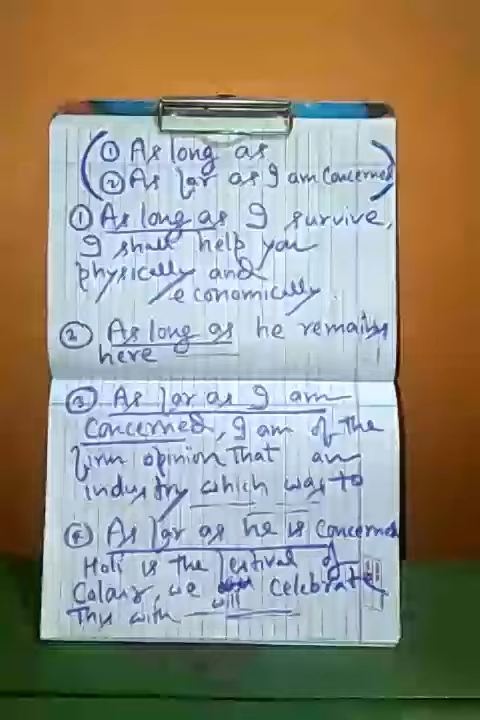 ① As long as
② As far as I am Concerned
① As long as I survive,
I shall help you
physically and
economically
② As long as he remains
here
③ As far as I am
Concerned, I am of the
firm opinion that an
industry which was to
④ As far as he is Concerned
Holi is the festival of
Colour, we will Celebrate
This with